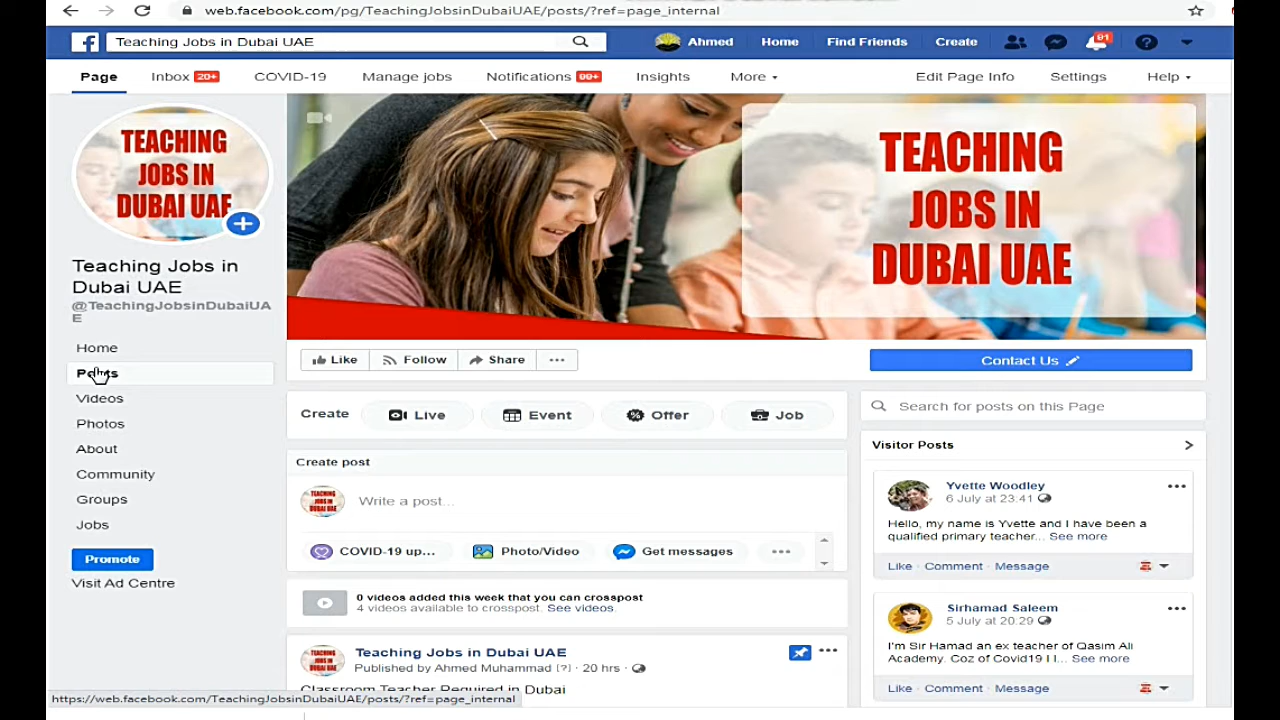 web.facebook.com/pg/TeachingJobsinDubaiUAE/posts/?ref=page_internal
Teaching Jobs in Dubai UAE
Ahmed Home Find Friends Create 81
Page Inbox 20+ COVID-19 Manage jobs Notifications 99+ Insights More Edit Page Info Settings Help
TEACHING
JOBS IN
DUBAI UAE
TEACHING
JOBS IN
DUBAI UAE
Teaching Jobs in
Dubai UAE
@TeachingJobsinDubaiUA
E
Home
Posts
Videos
Photos
About
Community
Groups
Jobs
Promote
Visit Ad Centre
Like Follow Share ... Contact Us
Create Live Event Offer Job
Create post
Write a post...
COVID-19 up... Photo/Video Get messages ...
0 videos added this week that you can crosspost
4 videos available to crosspost. See videos.
Teaching Jobs in Dubai UAE
Published by Ahmed Muhammad [?] · 20 hrs ·
Classroom Teacher Required in Dubai
Search for posts on this Page
Visitor Posts
Yvette Woodley
6 July at 23:41
Hello, my name is Yvette and I have been a
qualified primary teacher... See more
Like · Comment · Message
Sirhamad Saleem
5 July at 20:29
I'm Sir Hamad an ex teacher of Qasim Ali
Academy. Coz of Covid19 I l... See more
Like · Comment · Message
https://web.facebook.com/TeachingJobsinDubaiUAE/posts/?ref=page_internal